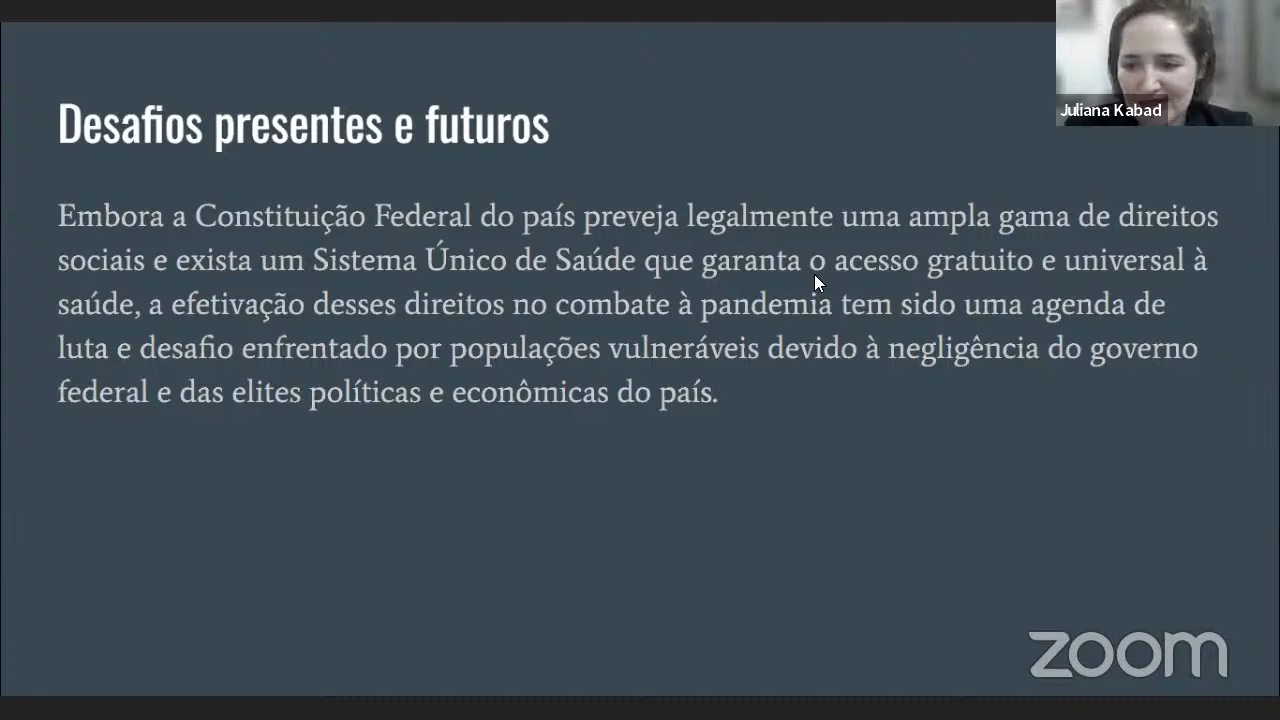 Juliana Kabad
Desafios presentes e futuros
Embora a Constituição Federal do país preveja legalmente uma ampla gama de direitos
sociais e exista um Sistema Único de Saúde que garanta o acesso gratuito e universal à
saúde, a efetivação desses direitos no combate à pandemia tem sido uma agenda de
luta e desafio enfrentado por populações vulneráveis devido à negligência do governo
federal e das elites políticas e econômicas do país.
zoom